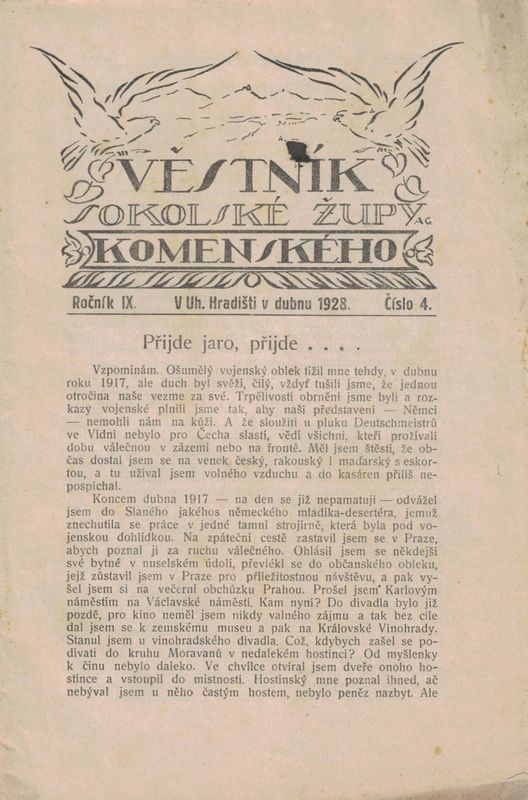 VĚSTNÍK
SOKOLSKÉ ŽUPY
KOMENSKÉHO
Ročník IX. V Uh. Hradišti v dubnu 1928. Číslo 4.
Přijde jaro, přijde . . . .
Vzpomínám. Ošumělý vojenský oblek tížil mne tehdy, v dubnu
roku 1917, ale duch byl svěží, čilý, vždyť tušili jsme, že jednou
otročina naše vezme za své. Trpělivostí obrněni jsme byli a roz-
kazy vojenské plnili jsme tak, aby naši představení — Němci
— nemohli nám na kůži. A že sloužiti u pluku Deutschmeistrů
ve Vídni nebylo pro Čecha slastí, vědí všichni, kteří prožívali
dobu válečnou v zázemí nebo na frontě. Měl jsem štěstí, že ob-
čas dostal jsem se na venek český, rakouský i maďarský s eskor-
tou, a tu užíval jsem volného vzduchu a do kasáren příliš ne-
pospíchal.
Koncem dubna 1917 — na den se již nepamatuji — odvážel
jsem do Slaného jakéhos německého mladíka-desertéra, jemuž
znechutila se práce v jedné tamní strojírně, která byla pod vo-
jenskou dohlídkou. Na zpáteční cestě zastavil jsem se v Praze,
abych poznal ji za ruchu válečného. Ohlásil jsem se někdejší
své bytné v nuselském údolí, převlékl se do občanského obleku,
jejž zůstavil jsem v Praze pro příležitostnou návštěvu, a pak vy-
šel jsem si na večerní obchůzku Prahou. Prošel jsem Karlovým
náměstím na Václavské náměstí. Kam nyní? Do divadla bylo již
pozdě, pro kino neměl jsem nikdy valného zájmu a tak bez cíle
dal jsem se k zemskému museu a pak na Královské Vinohrady.
Stanul jsem u vinohradského divadla. Což, kdybych zašel se po-
dívati do kruhu Moravanů v nedalekém hostinci? Od myšlenky
k činu nebylo daleko. Ve chvilce otvíral jsem dveře onoho ho-
stince a vstoupil do místnosti. Hostinský mne poznal ihned, ač
nebýval jsem u něho častým hostem, nebylo peněz nazbyt. Ale